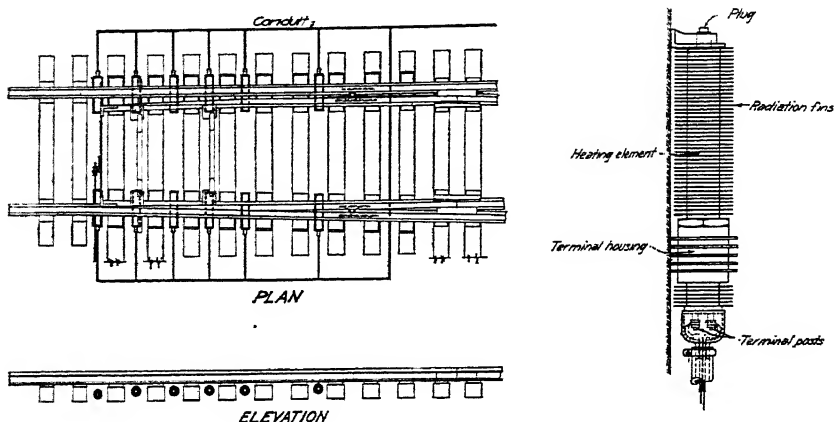 Conduit
PLAN
ELEVATION
Plug
Radiation fins
Heating element
Terminal housing
Terminal posts